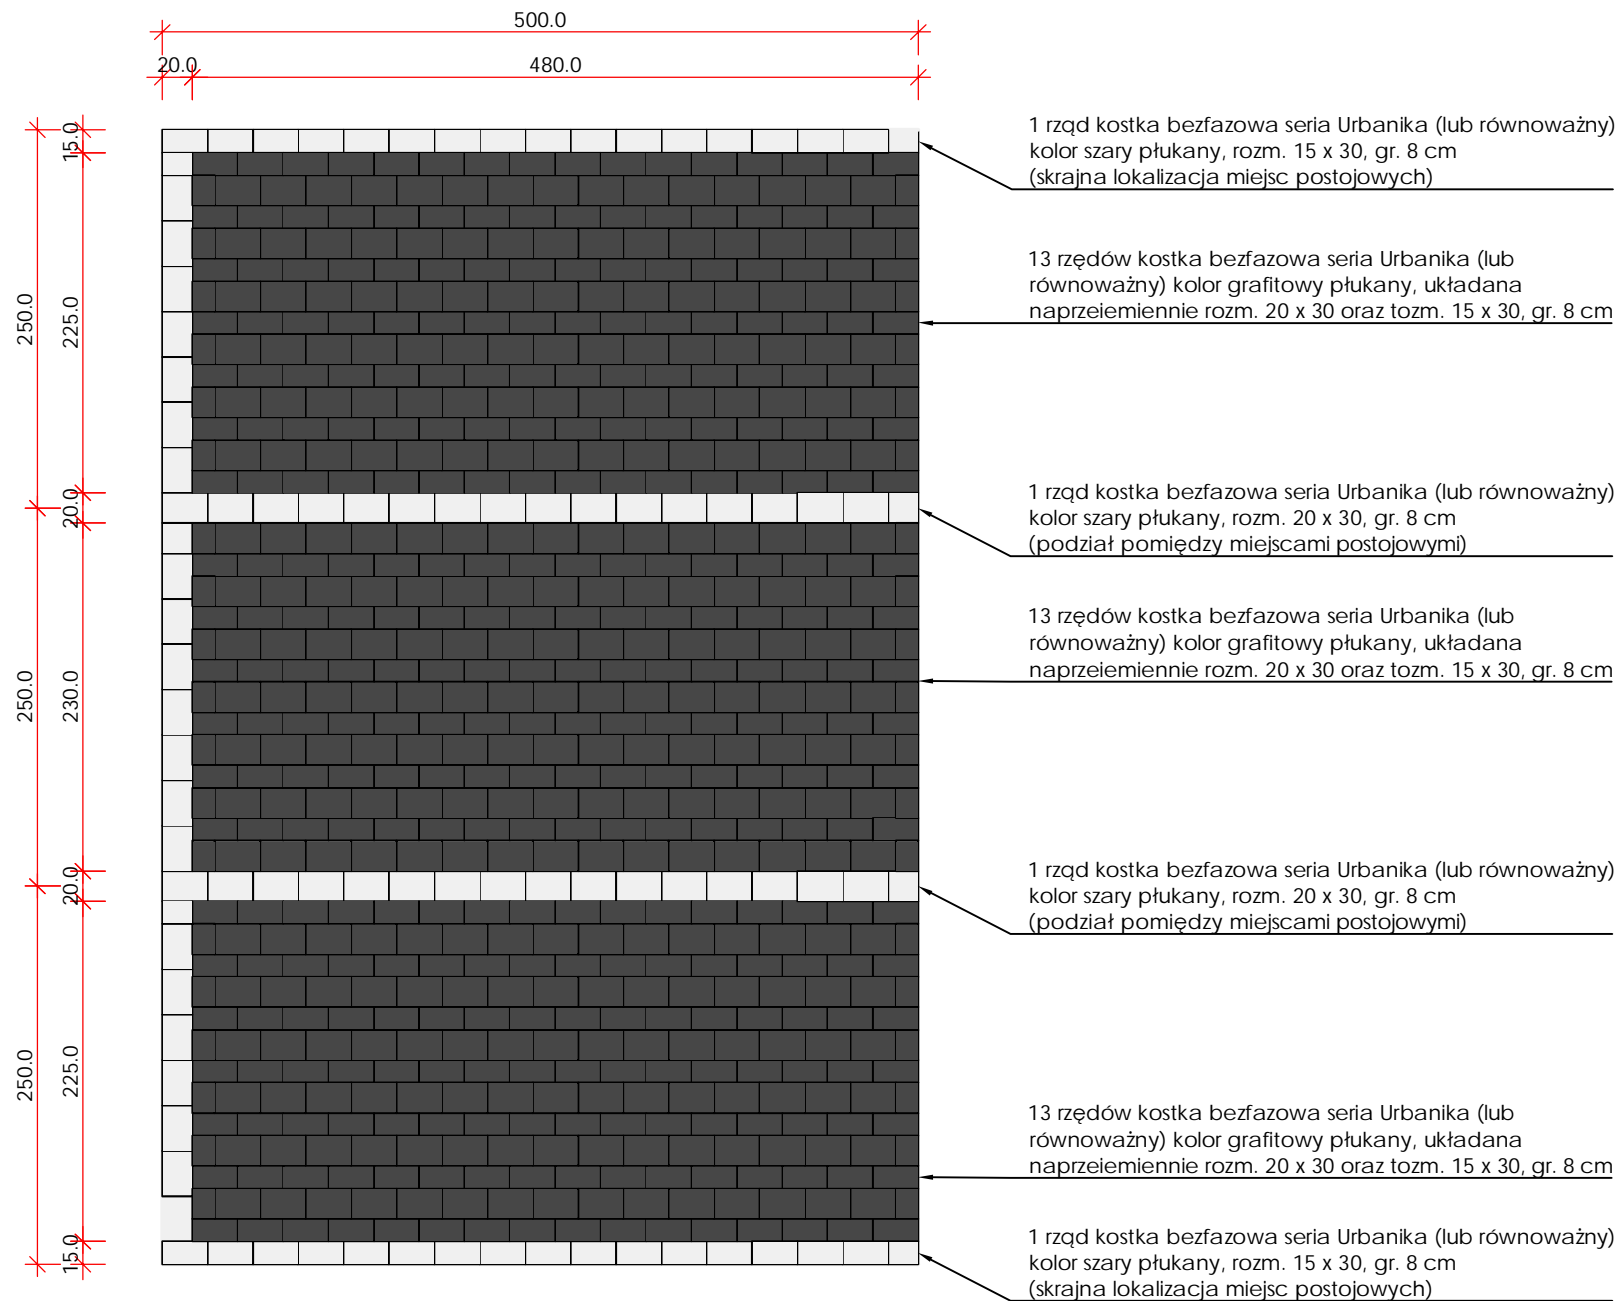 500.0
20.0
480.0
15.0
250.0
225.0
20.0
250.0
230.0
20.0
250.0
225.0
15.0
1 rząd kostka bezfazowa seria Urbanika (lub równoważny)
kolor szary płukany, rozm. 15 x 30, gr. 8 cm
(skrajna lokalizacja miejsc postojowych)
13 rzędów kostka bezfazowa seria Urbanika (lub
równoważny) kolor grafitowy płukany, układana
naprzeiemiennie rozm. 20 x 30 oraz tozm. 15 x 30, gr. 8 cm
1 rząd kostka bezfazowa seria Urbanika (lub równoważny)
kolor szary płukany, rozm. 20 x 30, gr. 8 cm
(podział pomiędzy miejscami postojowymi)
13 rzędów kostka bezfazowa seria Urbanika (lub
równoważny) kolor grafitowy płukany, układana
naprzeiemiennie rozm. 20 x 30 oraz tozm. 15 x 30, gr. 8 cm
1 rząd kostka bezfazowa seria Urbanika (lub równoważny)
kolor szary płukany, rozm. 20 x 30, gr. 8 cm
(podział pomiędzy miejscami postojowymi)
13 rzędów kostka bezfazowa seria Urbanika (lub
równoważny) kolor grafitowy płukany, układana
naprzeiemiennie rozm. 20 x 30 oraz tozm. 15 x 30, gr. 8 cm
1 rząd kostka bezfazowa seria Urbanika (lub równoważny)
kolor szary płukany, rozm. 15 x 30, gr. 8 cm
(skrajna lokalizacja miejsc postojowych)